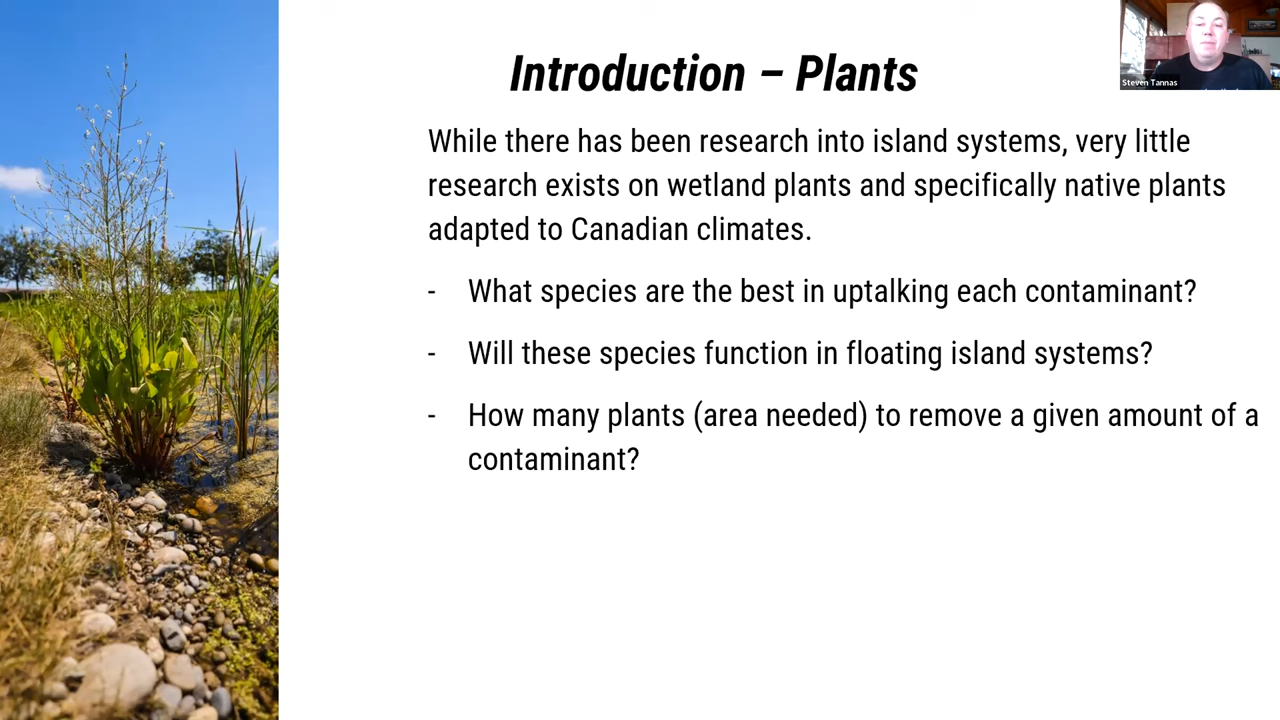 Introduction – Plants
Steven Tannas
While there has been research into island systems, very little
research exists on wetland plants and specifically native plants
adapted to Canadian climates.
- What species are the best in uptalking each contaminant?
- Will these species function in floating island systems?
- How many plants (area needed) to remove a given amount of a
contaminant?